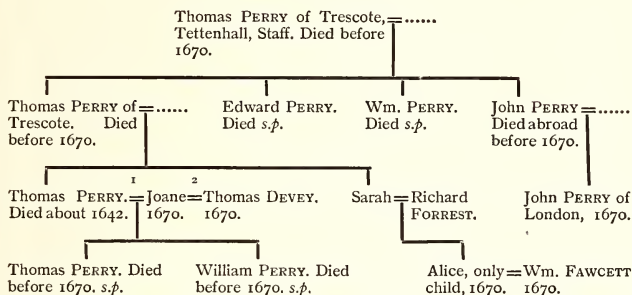 Thomas PERRY of Trescote,=......
Tettenhall, Staff. Died before
1670.
Thomas PERRY of=......
Trescote. Died
before 1670.
Edward PERRY.
Died s.p.
Wm. PERRY.
Died s.p.
John PERRY=......
Died abroad
before 1670.
1 2
Thomas PERRY.=Joane=Thomas DEVEY.
Died about 1642. 1670. 1670.
Sarah=Richard
FORREST.
John PERRY of
London, 1670.
Thomas PERRY. Died
before 1670. s.p.
William PERRY. Died
before 1670. s.p.
Alice, only=Wm. FAWCETT
child, 1670. 1670.